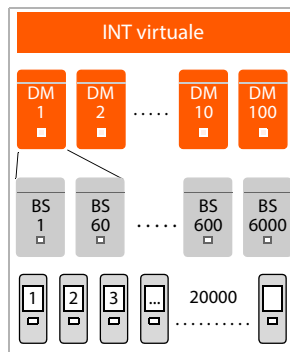 INT virtuale
DM 1 DM 2 ..... DM 10 DM 100
BS 1 BS 60 ..... BS 600 BS 6000
1 2 3 ... 20000 ..........